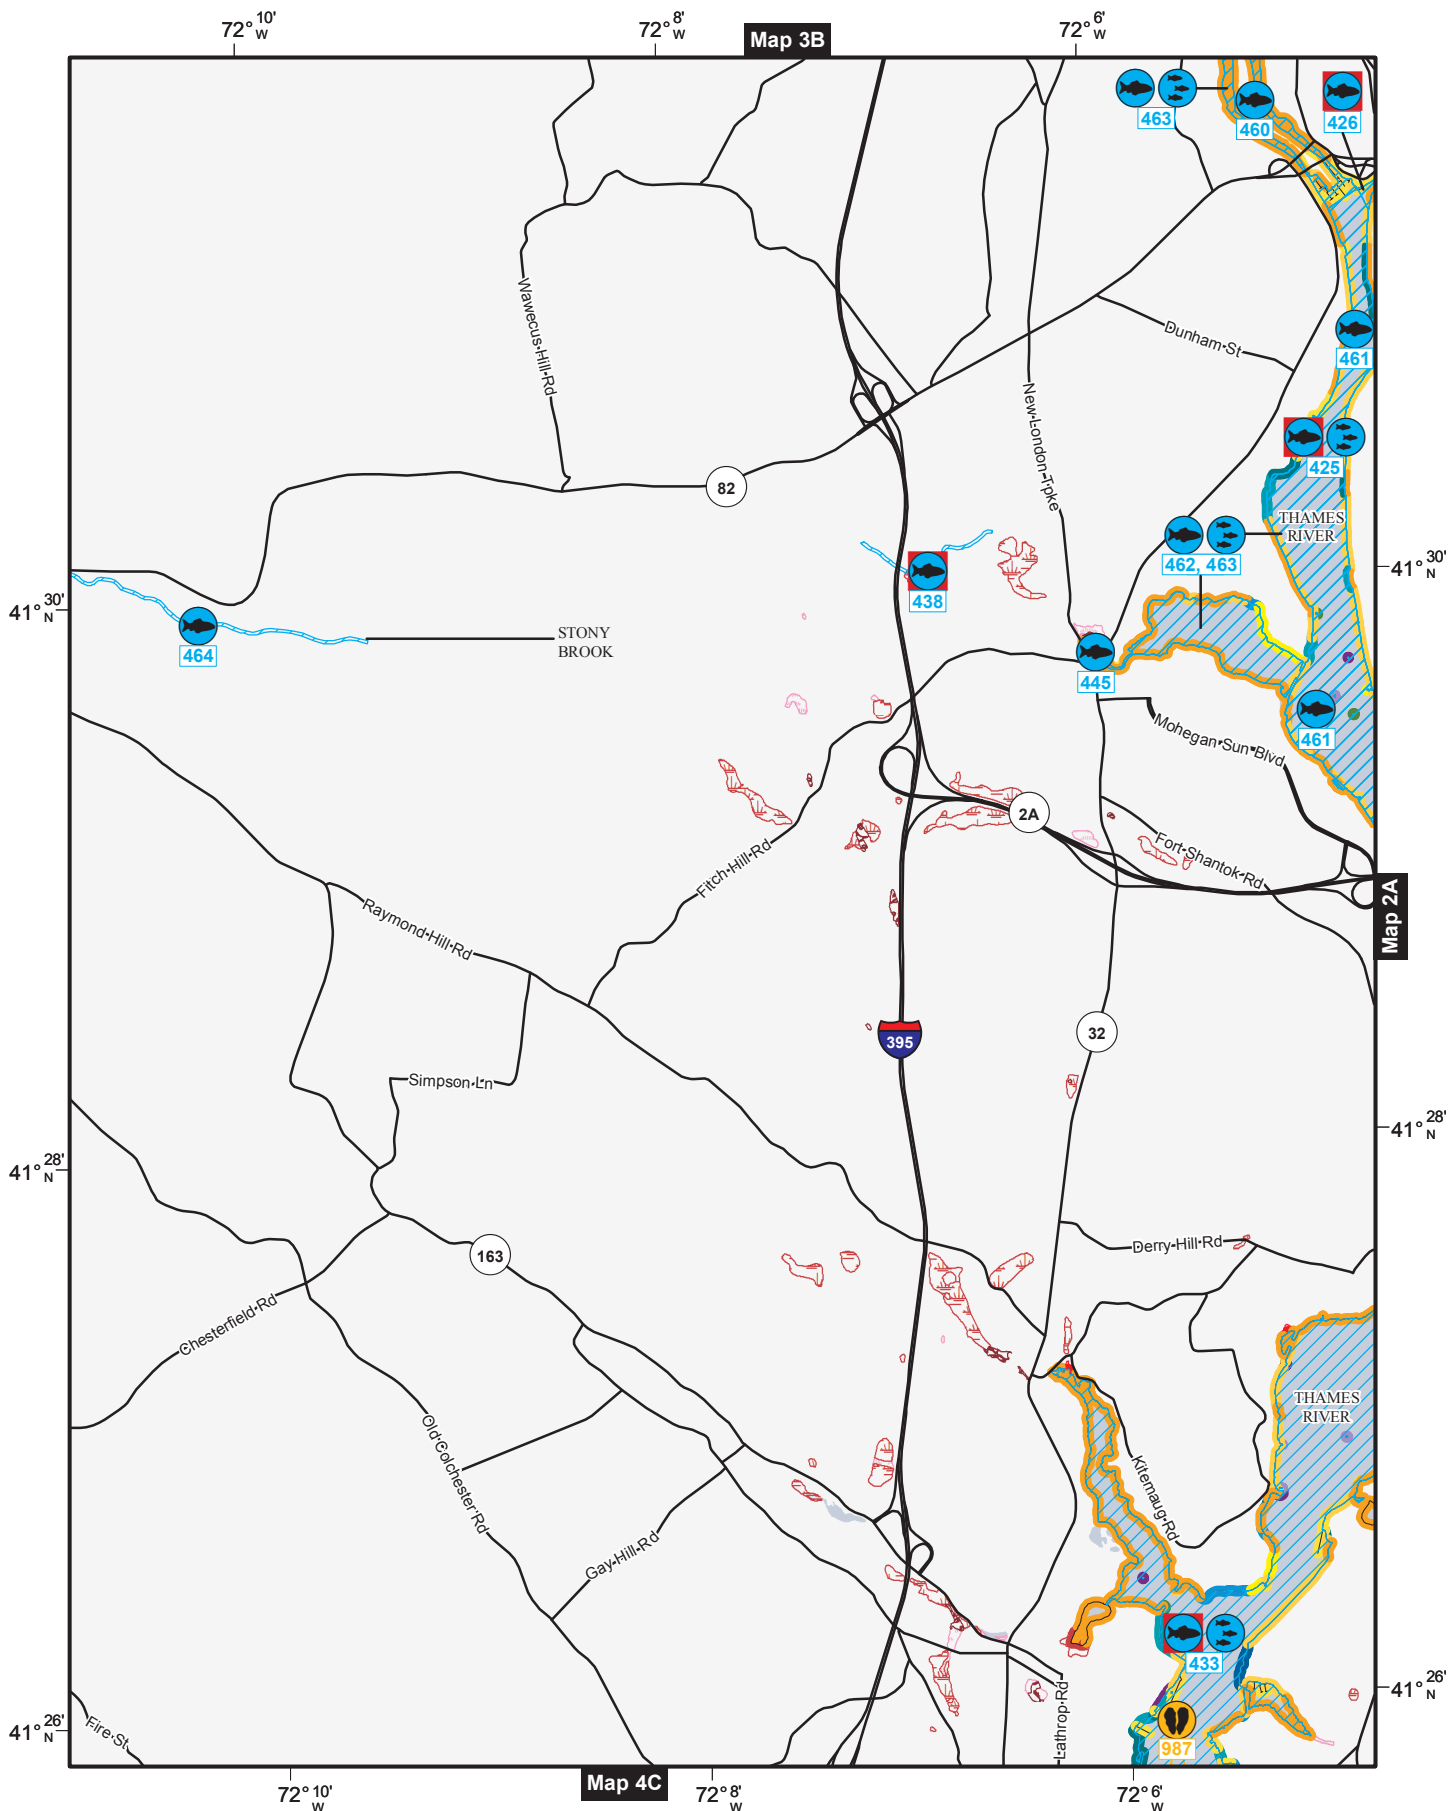 72° 10' W
72° 8' W
72° 6' W
Map 3B
463
460
426
Wawecus Hill Rd
Dunham St
461
New London Tpke
425
82
THAMES
RIVER
462, 463
41° 30' N
438
41° 30' N
STONY
BROOK
464
445
Mohegan Sun Blvd
461
2A
Fort Shantok Rd
Fitch Hill Rd
Map 2A
Raymond Hill Rd
395
32
Simpson Ln
41° 28' N
41° 28' N
Derry Hill Rd
163
Chesterfield Rd
THAMES
RIVER
Old Colchester Rd
Kitemaug Rd
Gay Hill Rd
433
41° 26' N
Lathrop Rd
41° 26' N
Fire St
987
Map 4C
72° 10' W
72° 8' W
72° 6' W